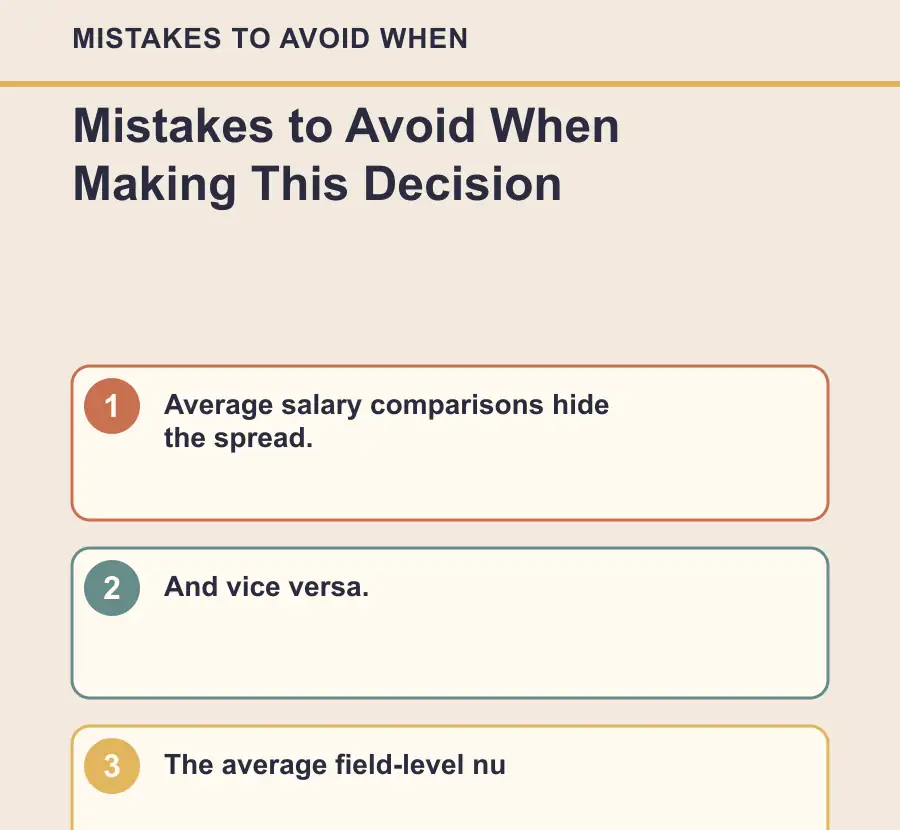 MISTAKES TO AVOID WHEN
Mistakes to Avoid When
Making This Decision
1
Average salary comparisons hide
the spread.
2
And vice versa.
3
The average field-level nu